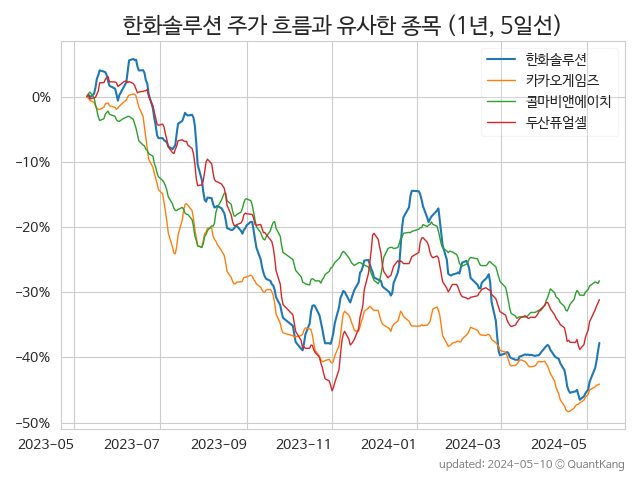 한화솔루션 주가 흐름과 유사한 종목 (1년, 5일선)
한화솔루션
카카오게임즈
콜마비앤에이치
두산퓨얼셀
0%
−10%
−20%
−30%
−40%
−50%
2023-05 2023-07 2023-09 2023-11 2024-01 2024-03 2024-05
updated: 2024-05-10 © QuantKang